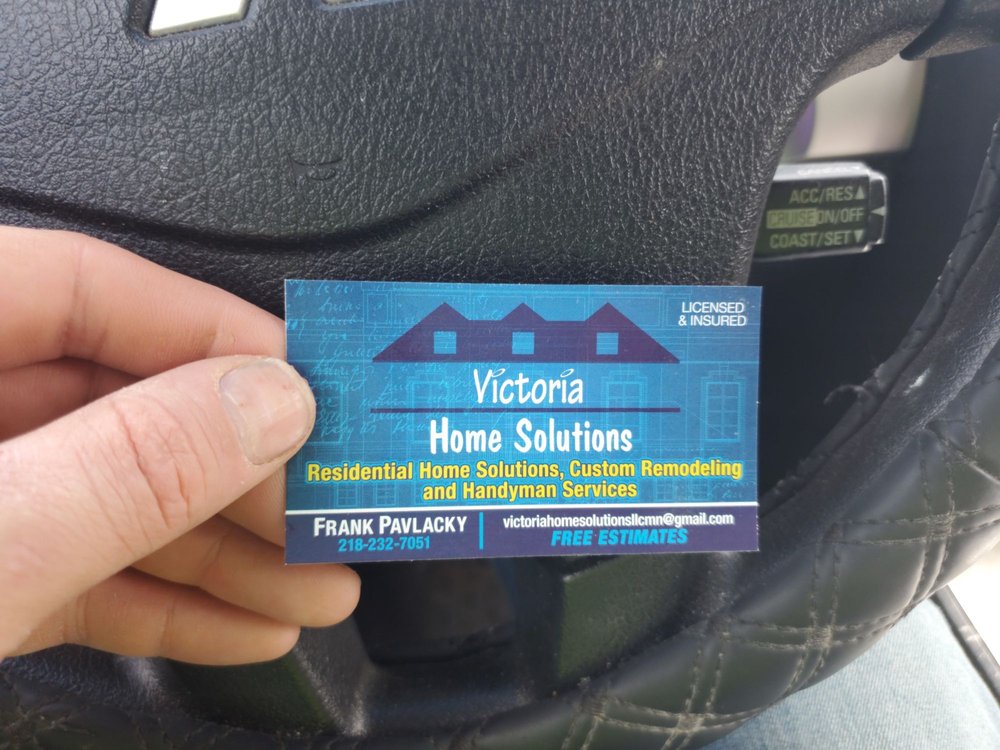 ACC/RES▲
CRUISE ON/OFF
COAST/SET▼
LICENSED
& INSURED
Victoria
Home Solutions
Residential Home Solutions, Custom Remodeling
and Handyman Services
FRANK PAVLACKY
218-232-7051
victoriahomesolutionsllcmn@gmail.com
FREE ESTIMATES